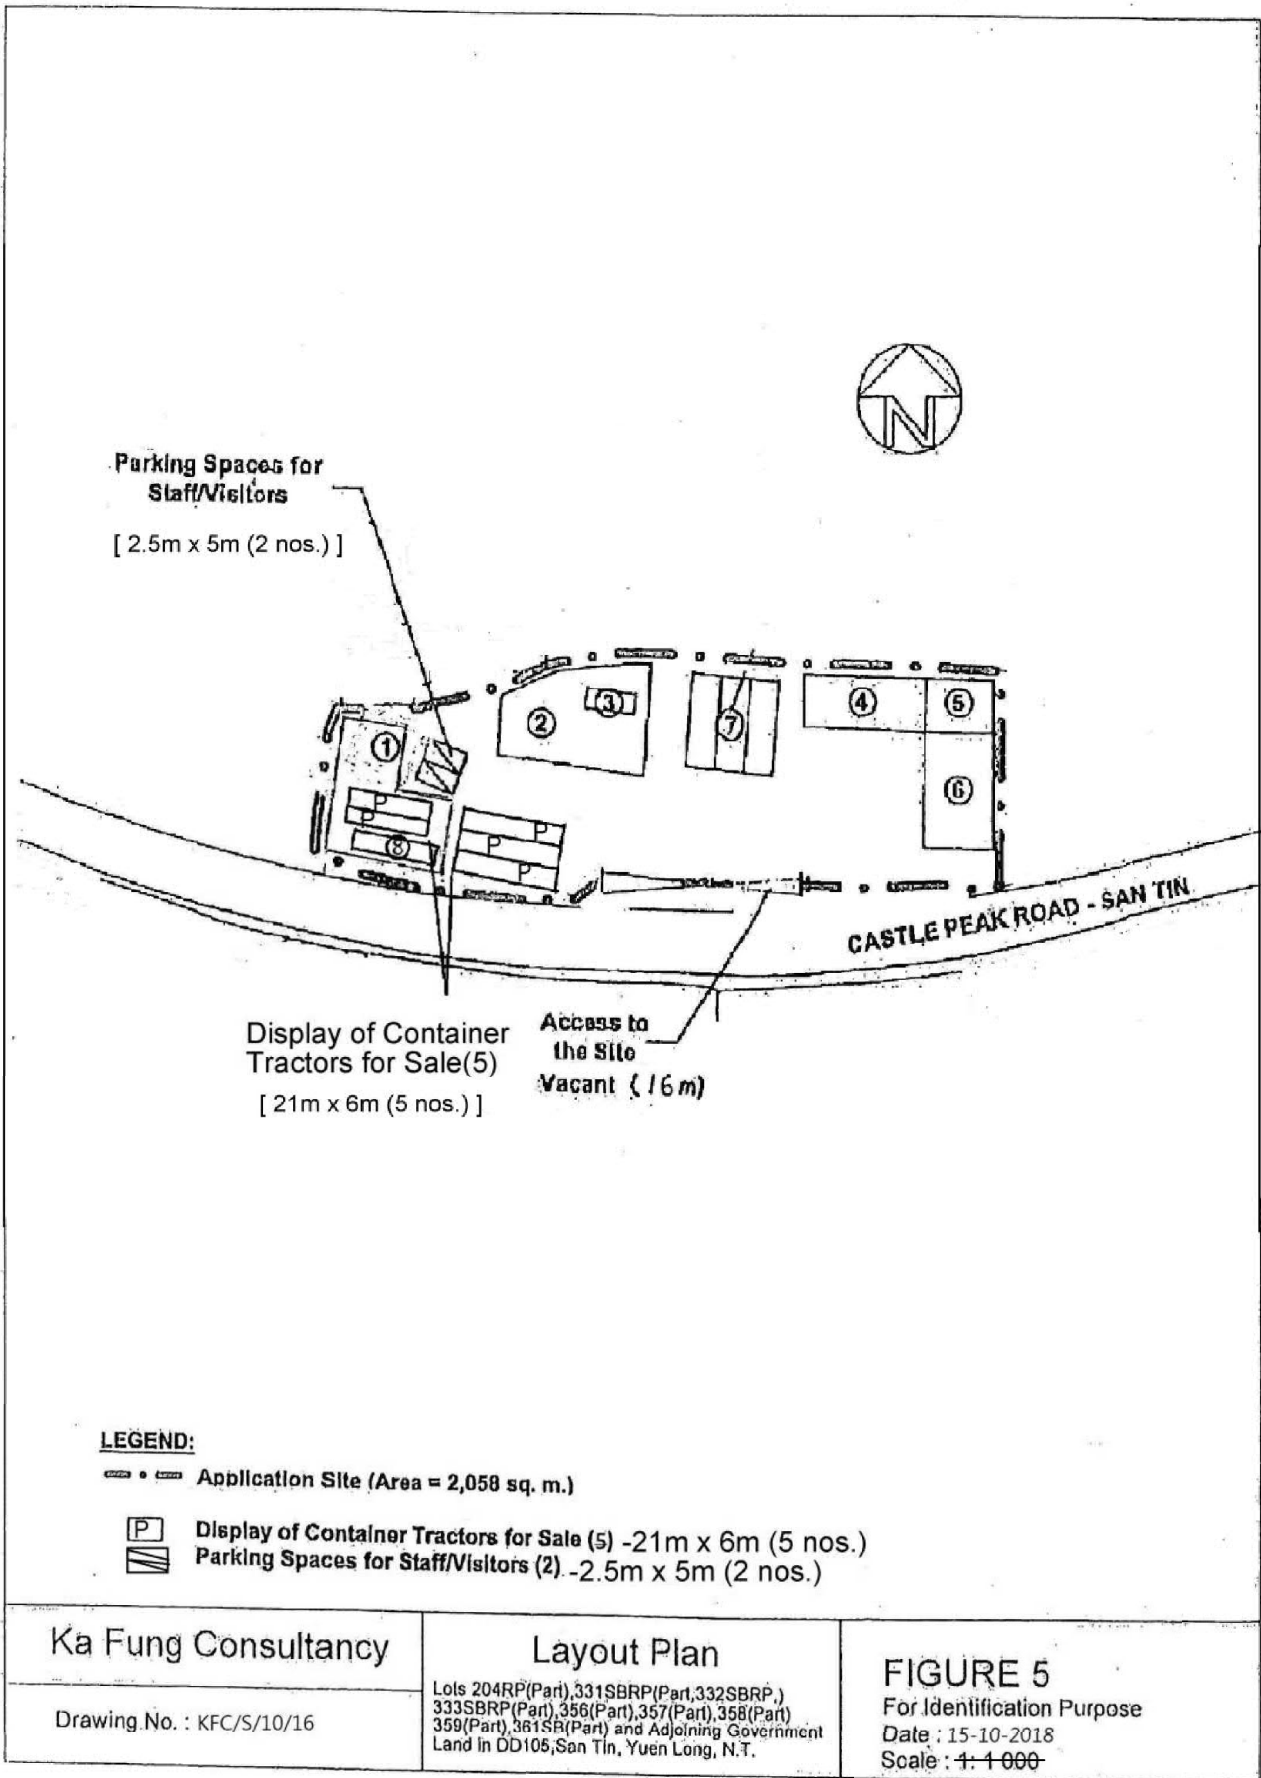 N
Parking Spaces for
Staff/Visitors
[ 2.5m x 5m (2 nos.) ]
1
2
3
4
5
6
7
8
P
P
P
P
P
CASTLE PEAK ROAD - SAN TIN
Display of Container
Tractors for Sale(5)
[ 21m x 6m (5 nos.) ]
Access to
the Site
Vacant (16m)
LEGEND:
Application Site (Area = 2,058 sq. m.)
P Display of Container Tractors for Sale (5) -21m x 6m (5 nos.)
Parking Spaces for Staff/Visitors (2) -2.5m x 5m (2 nos.)
Ka Fung Consultancy
Drawing No. : KFC/S/10/16
Layout Plan
Lots 204RP(Part),331SBRP(Part,332SBRP,)
333SBRP(Part),356(Part),357(Part),358(Part)
359(Part),361SB(Part) and Adjoining Government
Land in DD105,San Tin, Yuen Long, N.T.
FIGURE 5
For Identification Purpose
Date : 15-10-2018
Scale : 1: 1 000